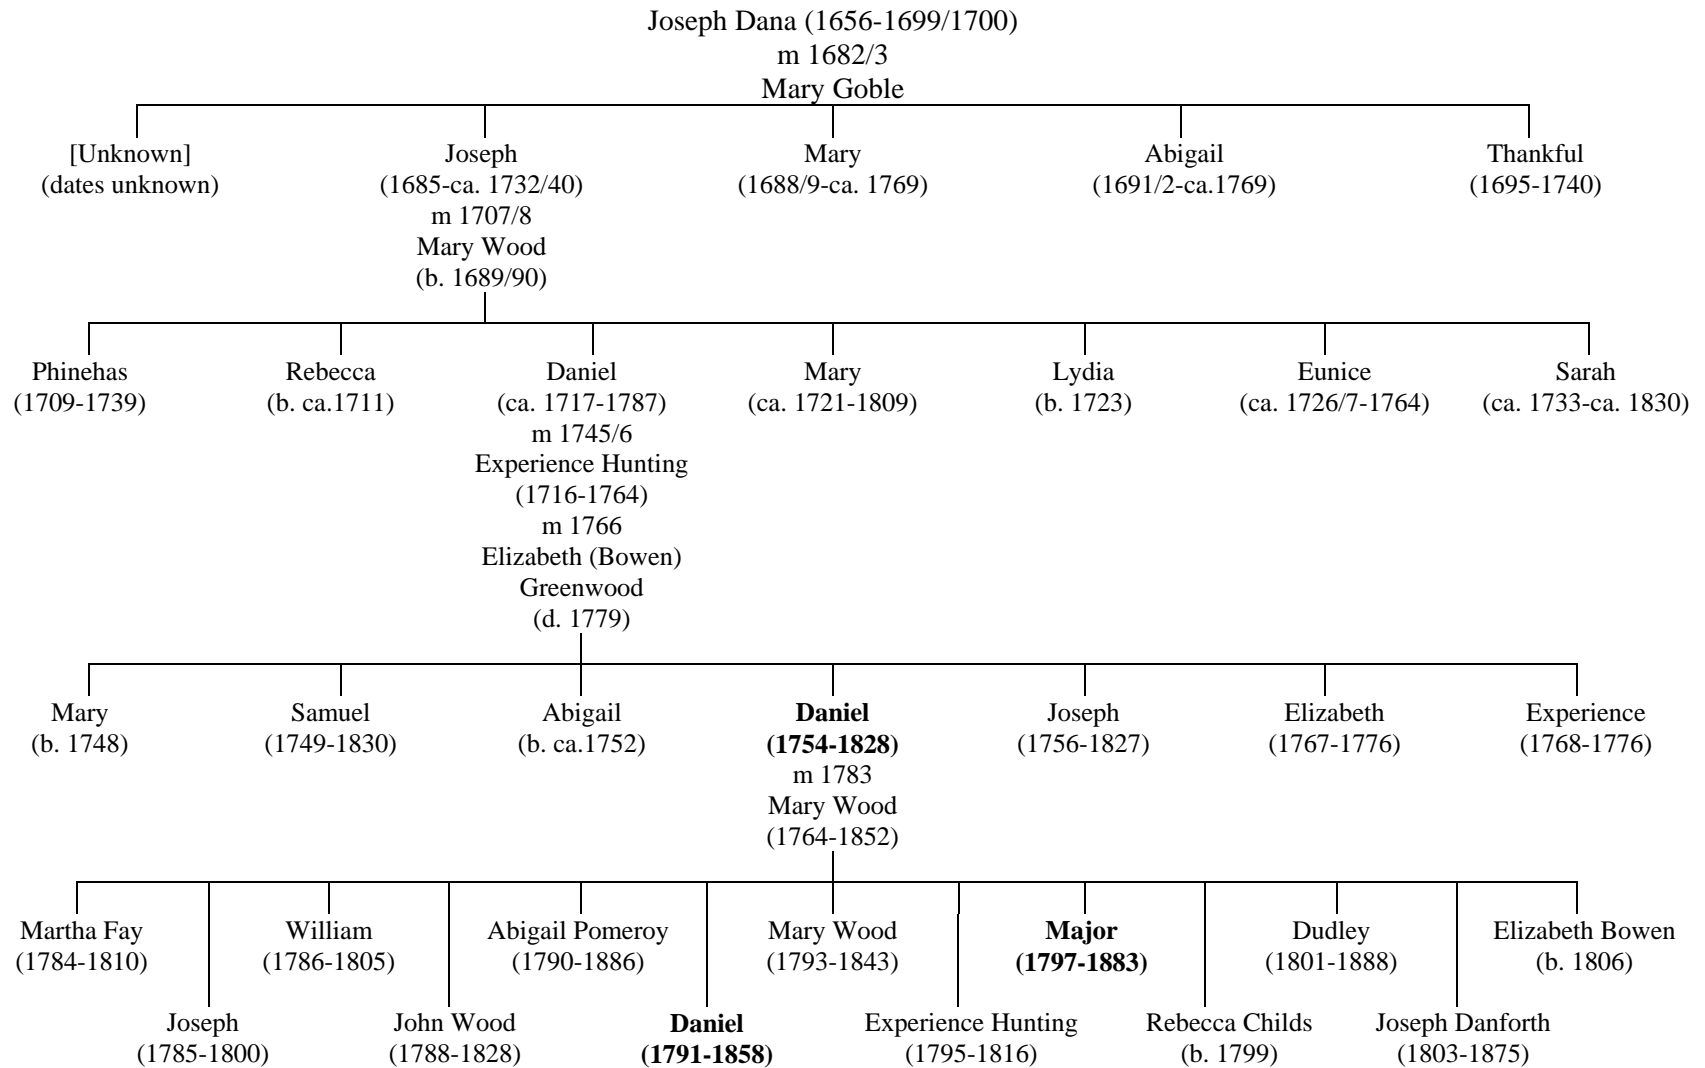 Joseph Dana (1656-1699/1700)
m 1682/3
Mary Goble
[Unknown]
(dates unknown)
Joseph
(1685-ca. 1732/40)
m 1707/8
Mary Wood
(b. 1689/90)
Mary
(1688/9-ca. 1769)
Abigail
(1691/2-ca.1769)
Thankful
(1695-1740)
Phinehas
(1709-1739)
Rebecca
(b. ca.1711)
Daniel
(ca. 1717-1787)
m 1745/6
Experience Hunting
(1716-1764)
m 1766
Elizabeth (Bowen)
Greenwood
(d. 1779)
Mary
(ca. 1721-1809)
Lydia
(b. 1723)
Eunice
(ca. 1726/7-1764)
Sarah
(ca. 1733-ca. 1830)
Mary
(b. 1748)
Samuel
(1749-1830)
Abigail
(b. ca.1752)
Daniel
(1754-1828)
m 1783
Mary Wood
(1764-1852)
Joseph
(1756-1827)
Elizabeth
(1767-1776)
Experience
(1768-1776)
Martha Fay
(1784-1810)
Joseph
(1785-1800)
William
(1786-1805)
John Wood
(1788-1828)
Abigail Pomeroy
(1790-1886)
Daniel
(1791-1858)
Mary Wood
(1793-1843)
Experience Hunting
(1795-1816)
Major
(1797-1883)
Rebecca Childs
(b. 1799)
Dudley
(1801-1888)
Joseph Danforth
(1803-1875)
Elizabeth Bowen
(b. 1806)